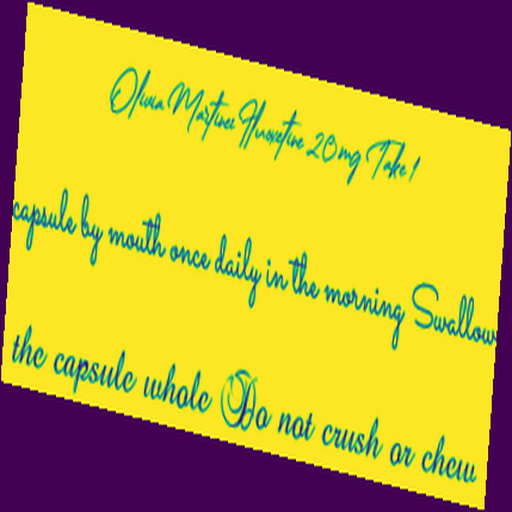 Olivia Martinez Fluoxetine 20mg Take 1
capsule by mouth once daily in the morning Swallow
the capsule whole Do not crush or chew